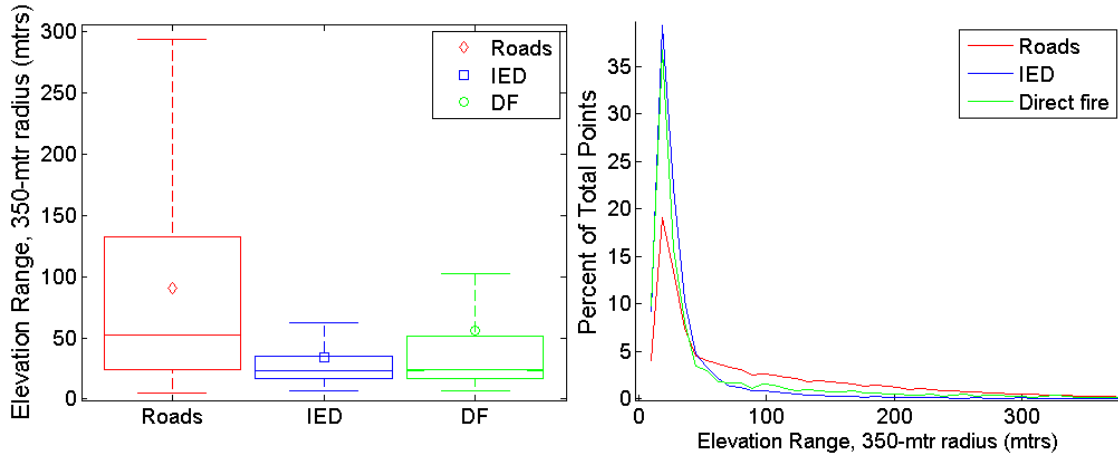 Elevation Range, 350-mtr radius (mtrs)
300
250
200
150
100
50
0
Roads
IED
DF
Roads
IED
DF
Percent of Total Points
35
30
25
20
15
10
5
0
Roads
IED
Direct fire
0
100
200
300
Elevation Range, 350-mtr radius (mtrs)